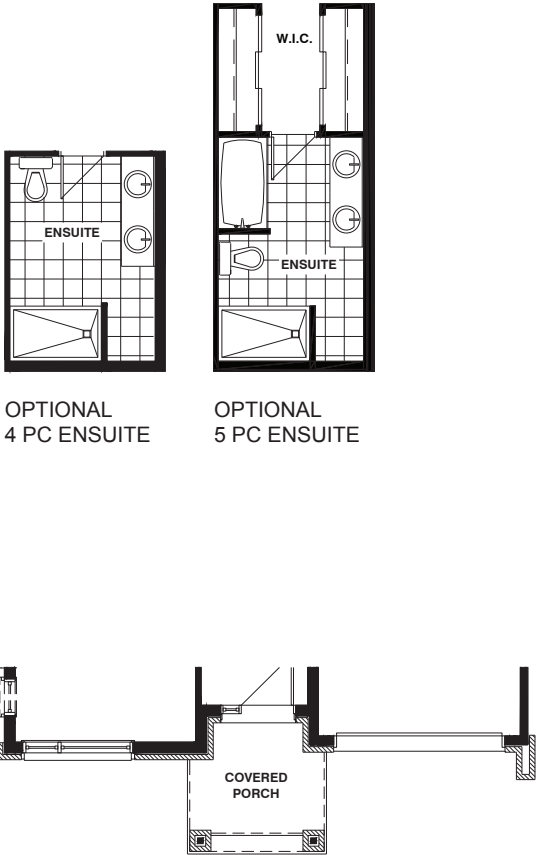 W.I.C.
ENSUITE
ENSUITE
OPTIONAL
4 PC ENSUITE
OPTIONAL
5 PC ENSUITE
COVERED
PORCH